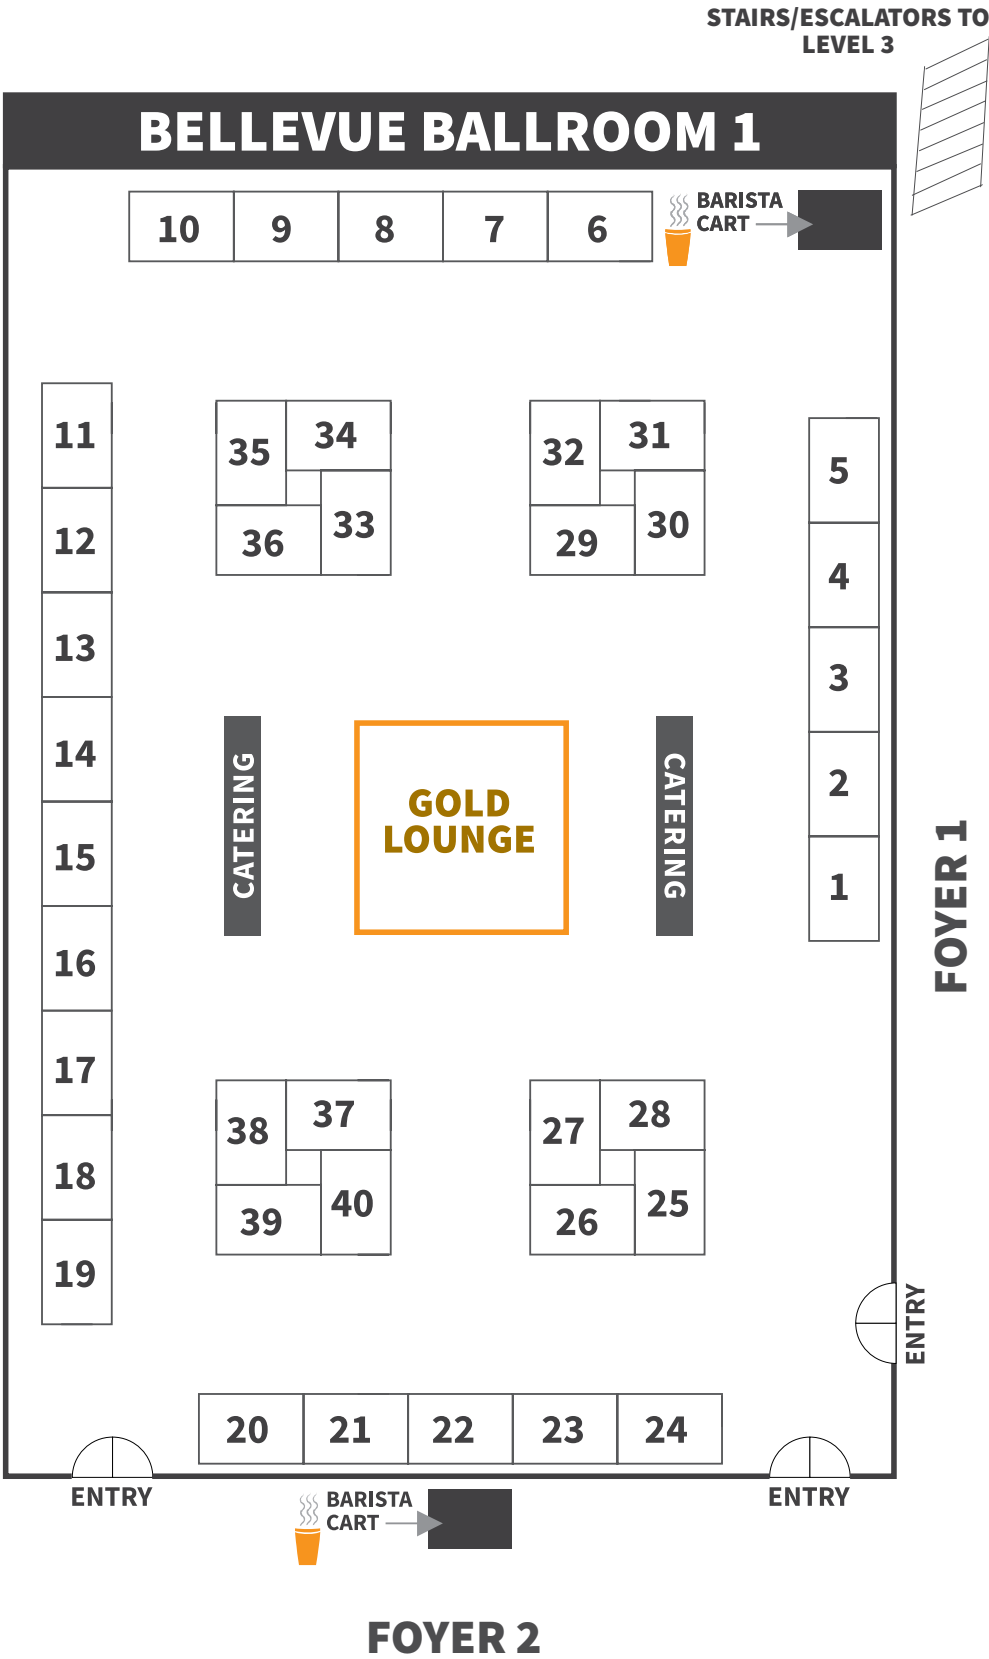 STAIRS/ESCALATORS TO
LEVEL 3
BELLEVUE BALLROOM 1
10 9 8 7 6
BARISTA
CART
11
12
13
14
15
16
17
18
19
35 34
36 33
32 31
29 30
5
4
3
2
1
CATERING
GOLD
LOUNGE
CATERING
FOYER 1
38 37
39 40
27 28
26 25
ENTRY
20 21 22 23 24
ENTRY
ENTRY
BARISTA
CART
FOYER 2